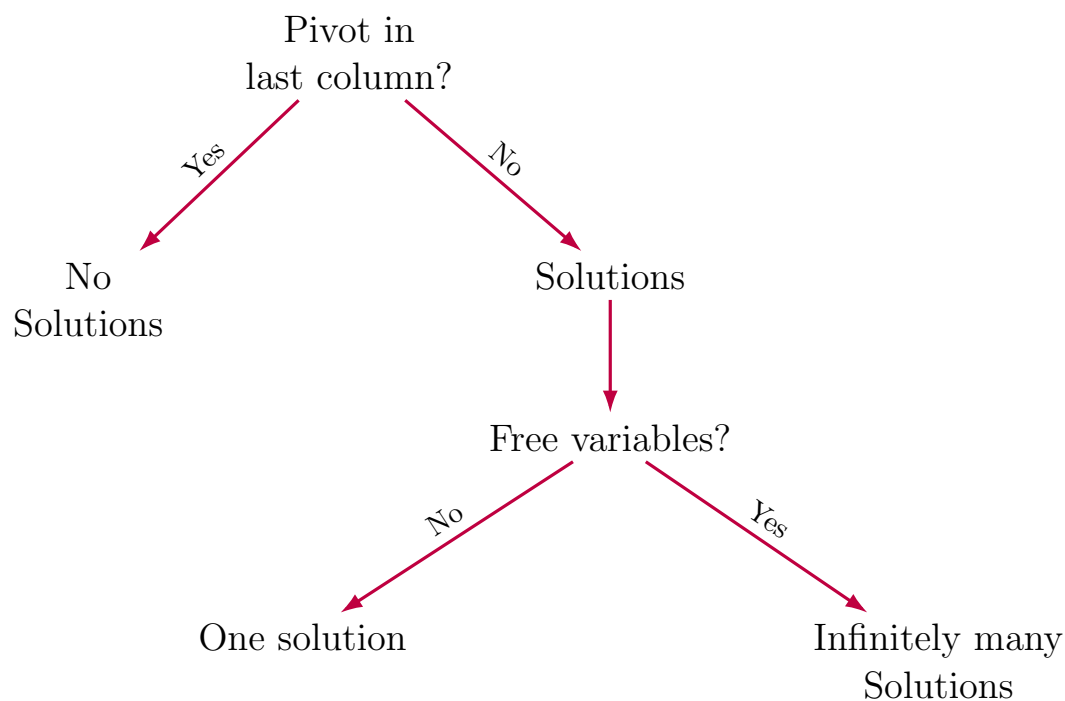 Pivot in
last column?
Yes
No
No
Solutions
Solutions
Free variables?
No
Yes
One solution
Infinitely many
Solutions